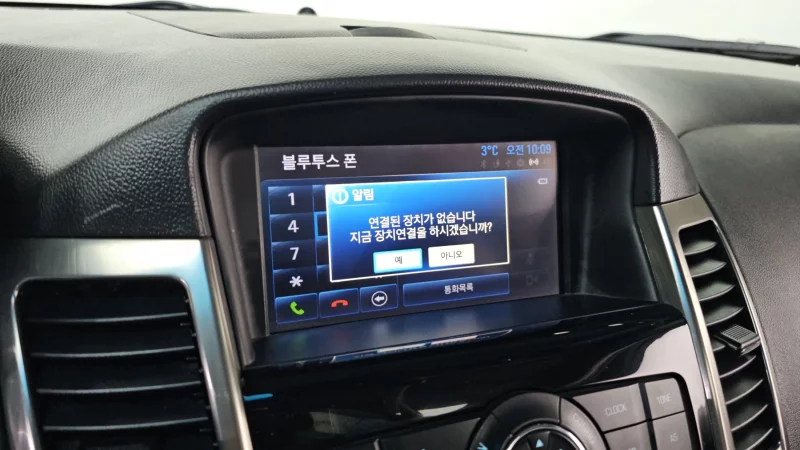 3°C 오전 10:09
블루투스 폰
알림
1
4
7
*
연결된 장치가 없습니다
지금 장치연결을 하시겠습니까?
예 아니오
통화목록
CLOCK
TONE
AS